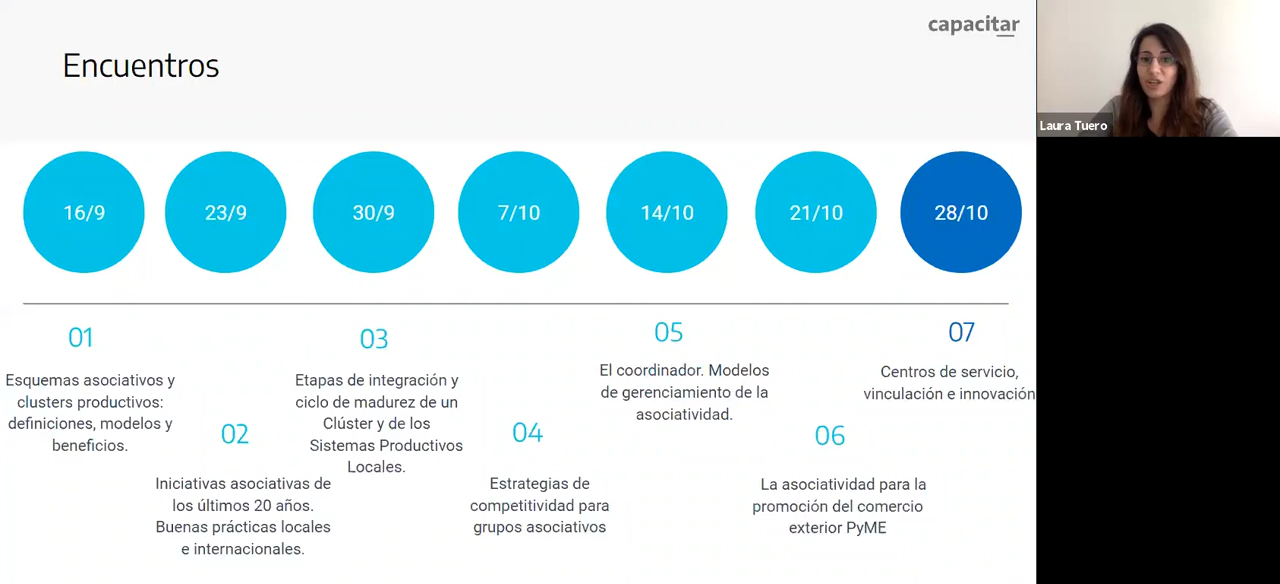 capacitar
Encuentros
Laura Tuero
16/9
23/9
30/9
7/10
14/10
21/10
28/10
01
Esquemas asociativos y
clusters productivos:
definiciones, modelos y
beneficios.
02
Iniciativas asociativas de
los últimos 20 años.
Buenas prácticas locales
e internacionales.
03
Etapas de integración y
ciclo de madurez de un
Clúster y de los
Sistemas Productivos
Locales.
04
Estrategias de
competitividad para
grupos asociativos
05
El coordinador. Modelos
de gerenciamiento de la
asociatividad.
06
La asociatividad para la
promoción del comercio
exterior PyME
07
Centros de servicio,
vinculación e innovación